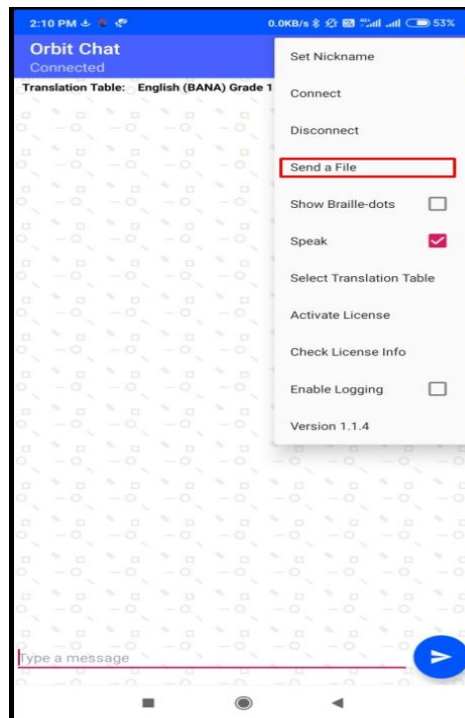 2:10 PM
0.0KB/s 53%
Orbit Chat
Connected
Translation Table: English (BANA) Grade 1
Set Nickname
Connect
Disconnect
Send a File
Show Braille-dots
Speak
Select Translation Table
Activate License
Check License Info
Enable Logging
Version 1.1.4
Type a message